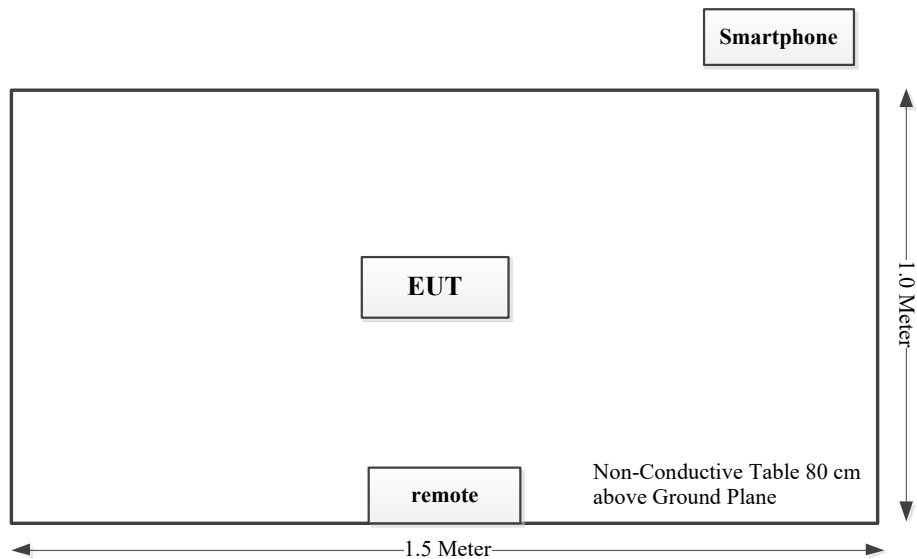 Smartphone
EUT
1.0 Meter
remote
Non-Conductive Table 80 cm
above Ground Plane
1.5 Meter